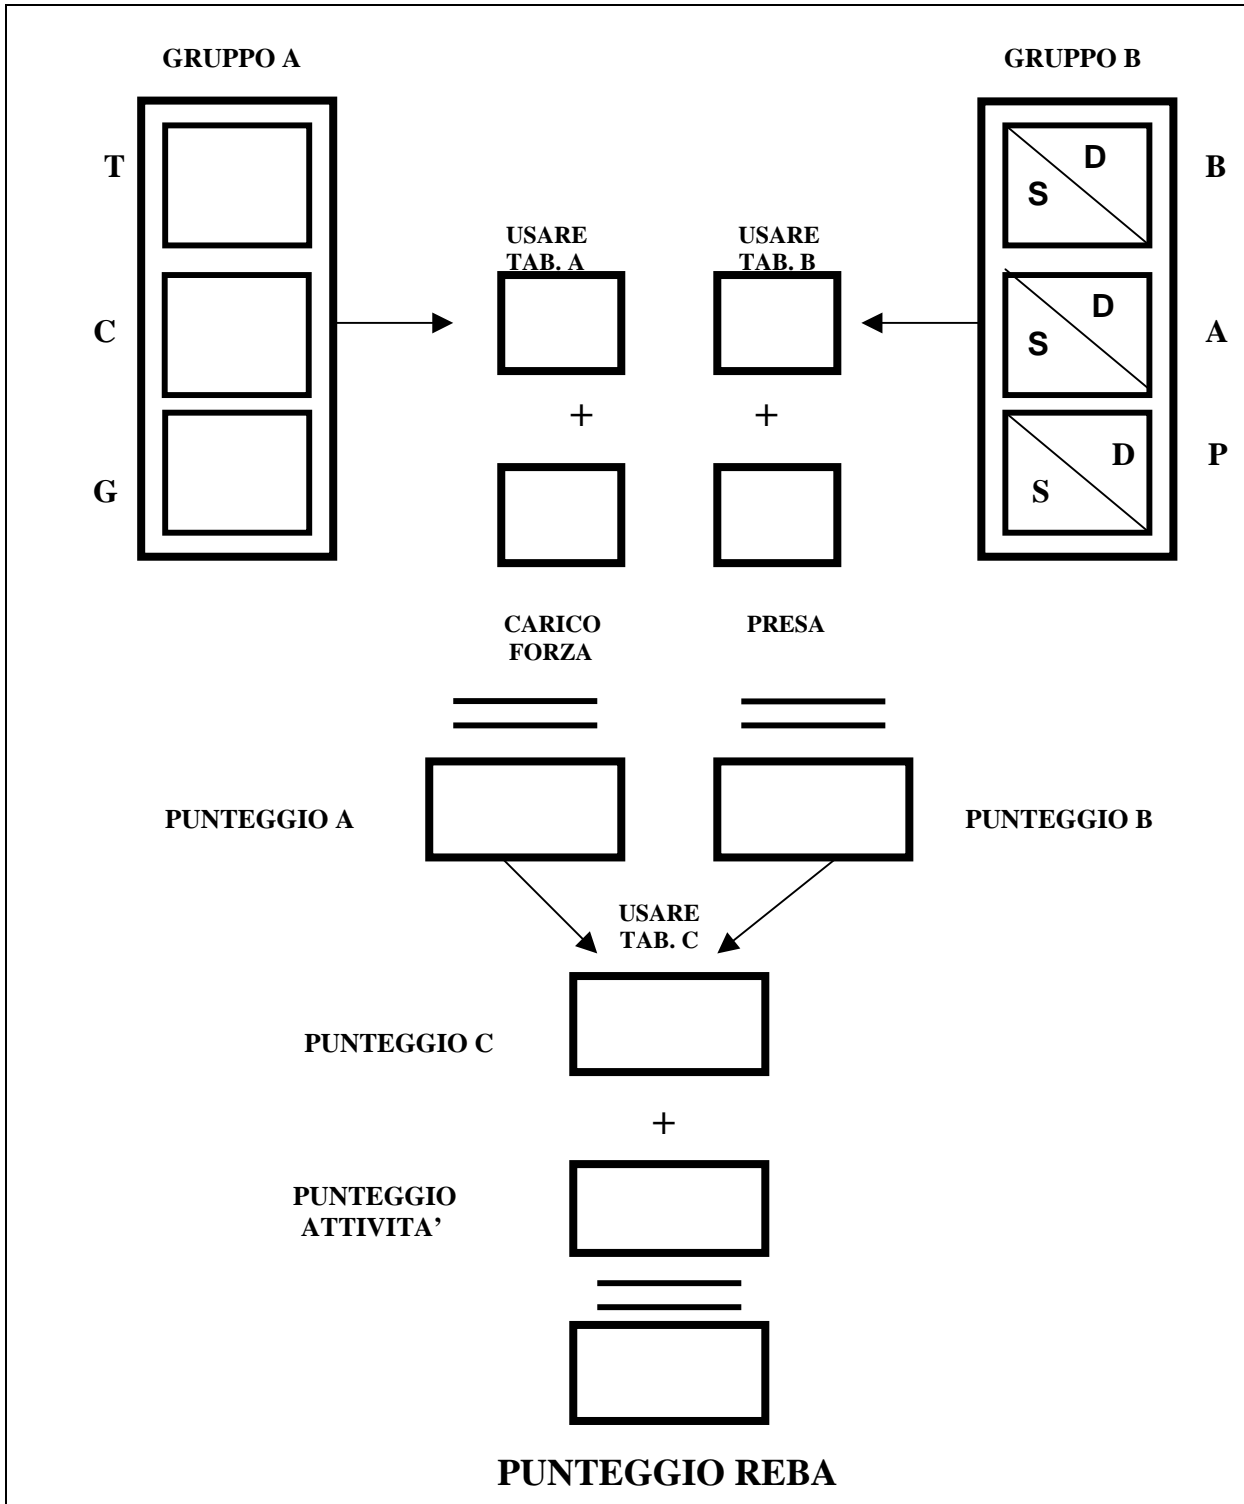 GRUPPO A
GRUPPO B
T
D
S
B
USARE
TAB. A
USARE
TAB. B
C
D
S
A
+
+
G
D
S
P
CARICO
FORZA
PRESA
PUNTEGGIO A
PUNTEGGIO B
USARE
TAB. C
PUNTEGGIO C
+
PUNTEGGIO
ATTIVITA’
PUNTEGGIO REBA